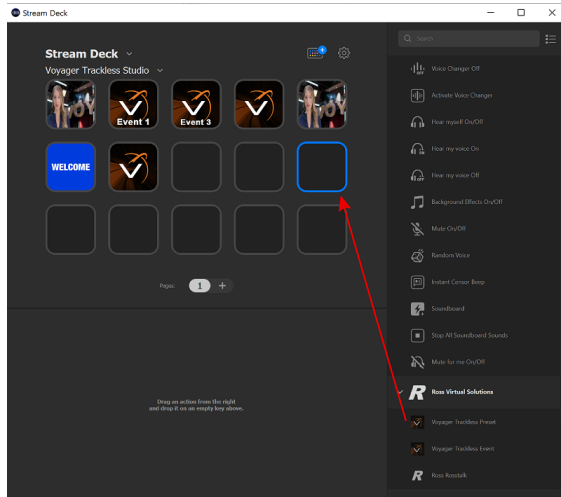 Stream Deck
Stream Deck
Voyager Trackless Studio
Event 1
Event 3
WELCOME
Pages:
1
+
Drag an action from the right
and drop it on an empty key above.
Search
Voice Changer Off
Activate Voice Changer
Hear myself On/Off
Hear my voice On
Hear my voice Off
Background Effects On/Off
Mute On/Off
Random Voice
Instant Censor Beep
Soundboard
Stop All Soundboard Sounds
Mute for me On/Off
Ross Virtual Solutions
Voyager Trackless Preset
Voyager Trackless Event
Ross Rosstalk